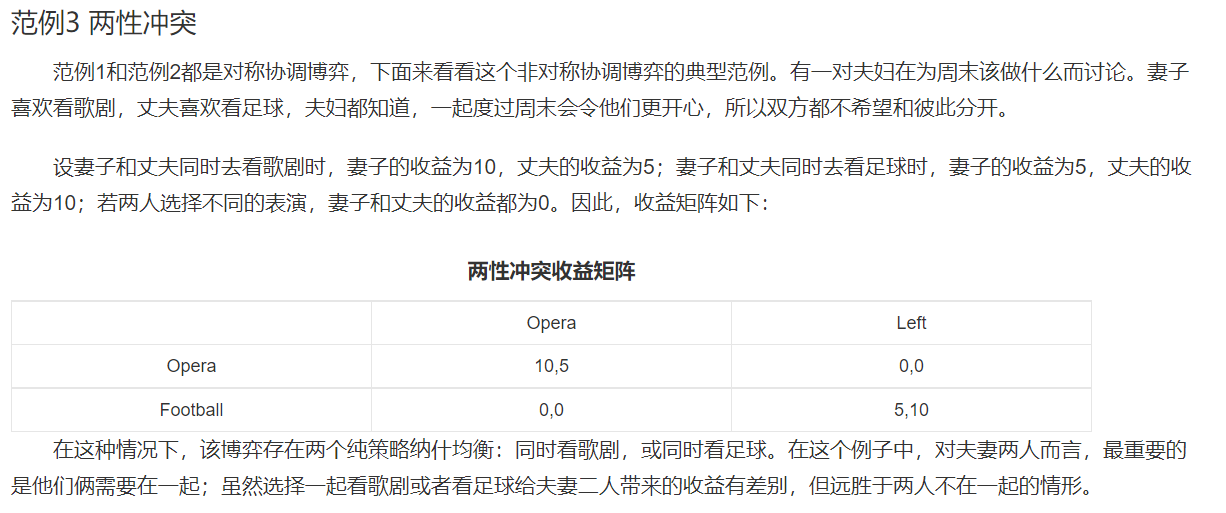 范例3 两性冲突
范例1和范例2都是对称协调博弈，下面来看看这个非对称协调博弈的典型范例。有一对夫妇在为周末该做什么而讨论。妻子
喜欢看歌剧，丈夫喜欢看足球，夫妇都知道，一起度过周末会令他们更开心，所以双方都不希望和彼此分开。
设妻子和丈夫同时去看歌剧时，妻子的收益为10，丈夫的收益为5；妻子和丈夫同时去看足球时，妻子的收益为5，丈夫的收
益为10；若两人选择不同的表演，妻子和丈夫的收益都为0。因此，收益矩阵如下：
两性冲突收益矩阵
Opera Left
Opera 10,5 0,0
Football 0,0 5,10
在这种情况下，该博弈存在两个纯策略纳什均衡：同时看歌剧，或同时看足球。在这个例子中，对夫妻两人而言，最重要的
是他们俩需要在一起；虽然选择一起看歌剧或者看足球给夫妻二人带来的收益有差别，但远胜于两人不在一起的情形。